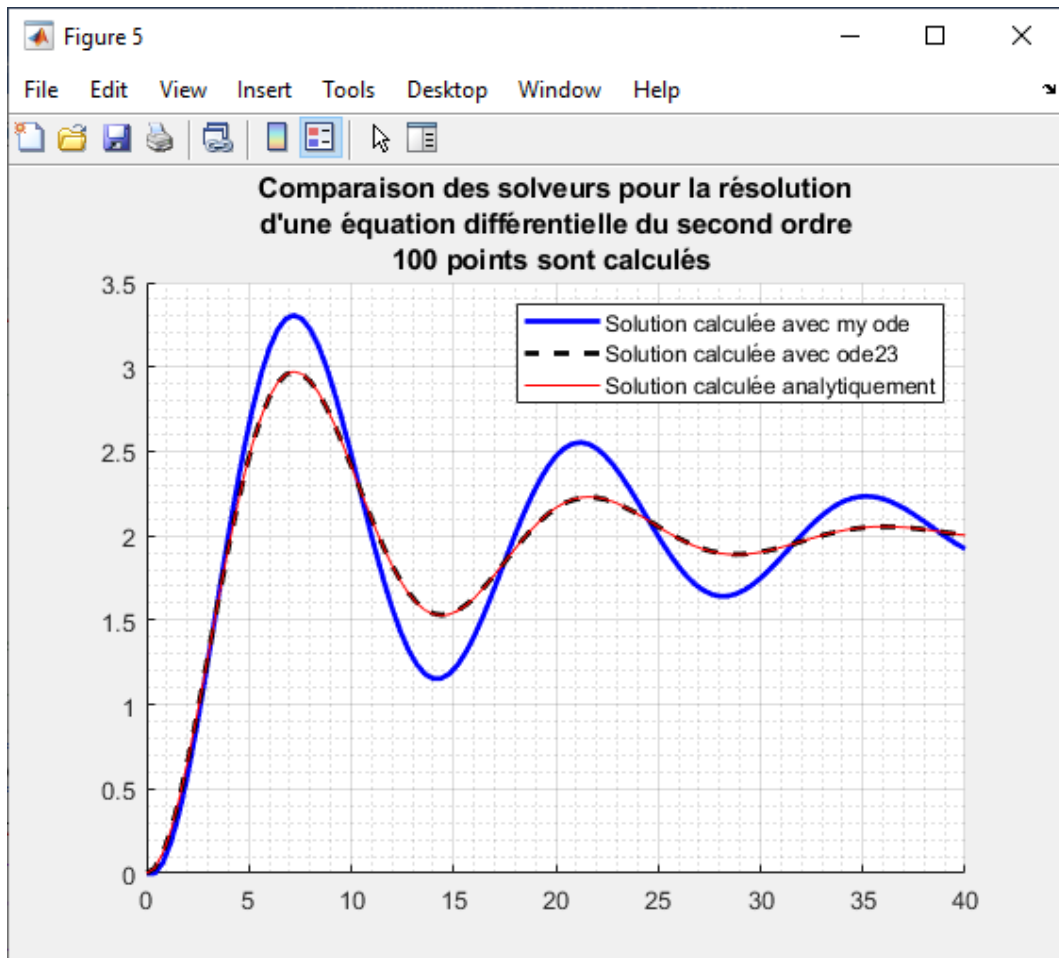 Figure 5
File Edit View Insert Tools Desktop Window Help
Comparaison des solveurs pour la résolution
d'une équation différentielle du second ordre
100 points sont calculés
3.5
3
2.5
2
1.5
1
0.5
0
Solution calculée avec my ode
Solution calculée avec ode23
Solution calculée analytiquement
0 5 10 15 20 25 30 35 40